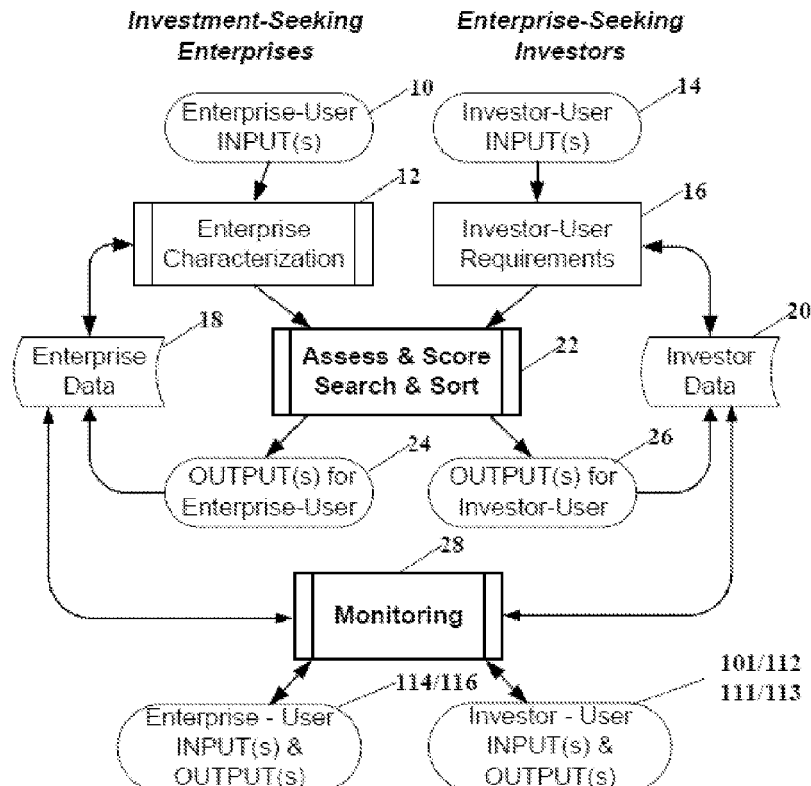 Investment-Seeking
Enterprises
Enterprise-Seeking
Investors
10
Enterprise-User
INPUT(s)
14
Investor-User
INPUT(s)
12
Enterprise
Characterization
16
Investor-User
Requirements
18
Enterprise
Data
Assess & Score
Search & Sort
22
20
Investor
Data
24
OUTPUT(s) for
Enterprise-User
26
OUTPUT(s) for
Investor-User
28
Monitoring
114/116
Enterprise - User
INPUT(s) &
OUTPUT(s)
101/112
111/113
Investor - User
INPUT(s) &
OUTPUT(s)